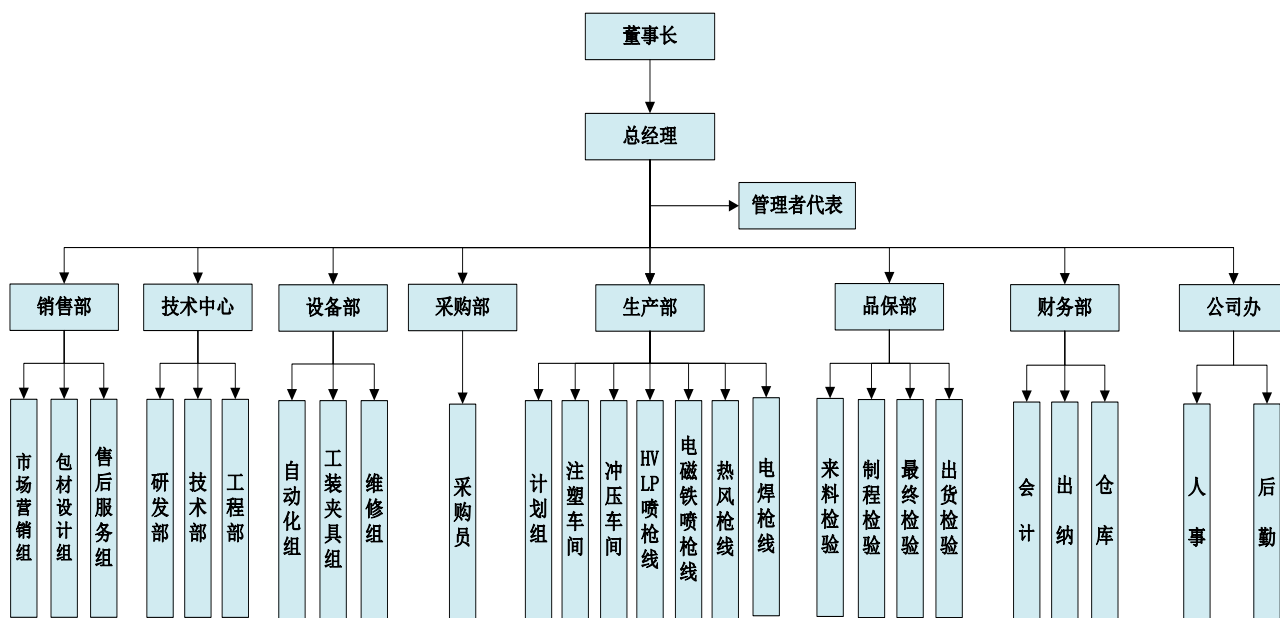 董事长
总经理
管理者代表
销售部
技术中心
设备部
采购部
生产部
品保部
财务部
公司办
市场营销组
包材设计组
售后服务组
研发部
技术部
工程部
自动化组
工装夹具组
维修组
采购员
计划组
注塑车间
冲压车间
HVLP喷枪线
电磁铁喷枪线
热风枪线
电焊枪线
来料检验
制程检验
最终检验
出货检验
会计
出纳
仓库
人事
后勤